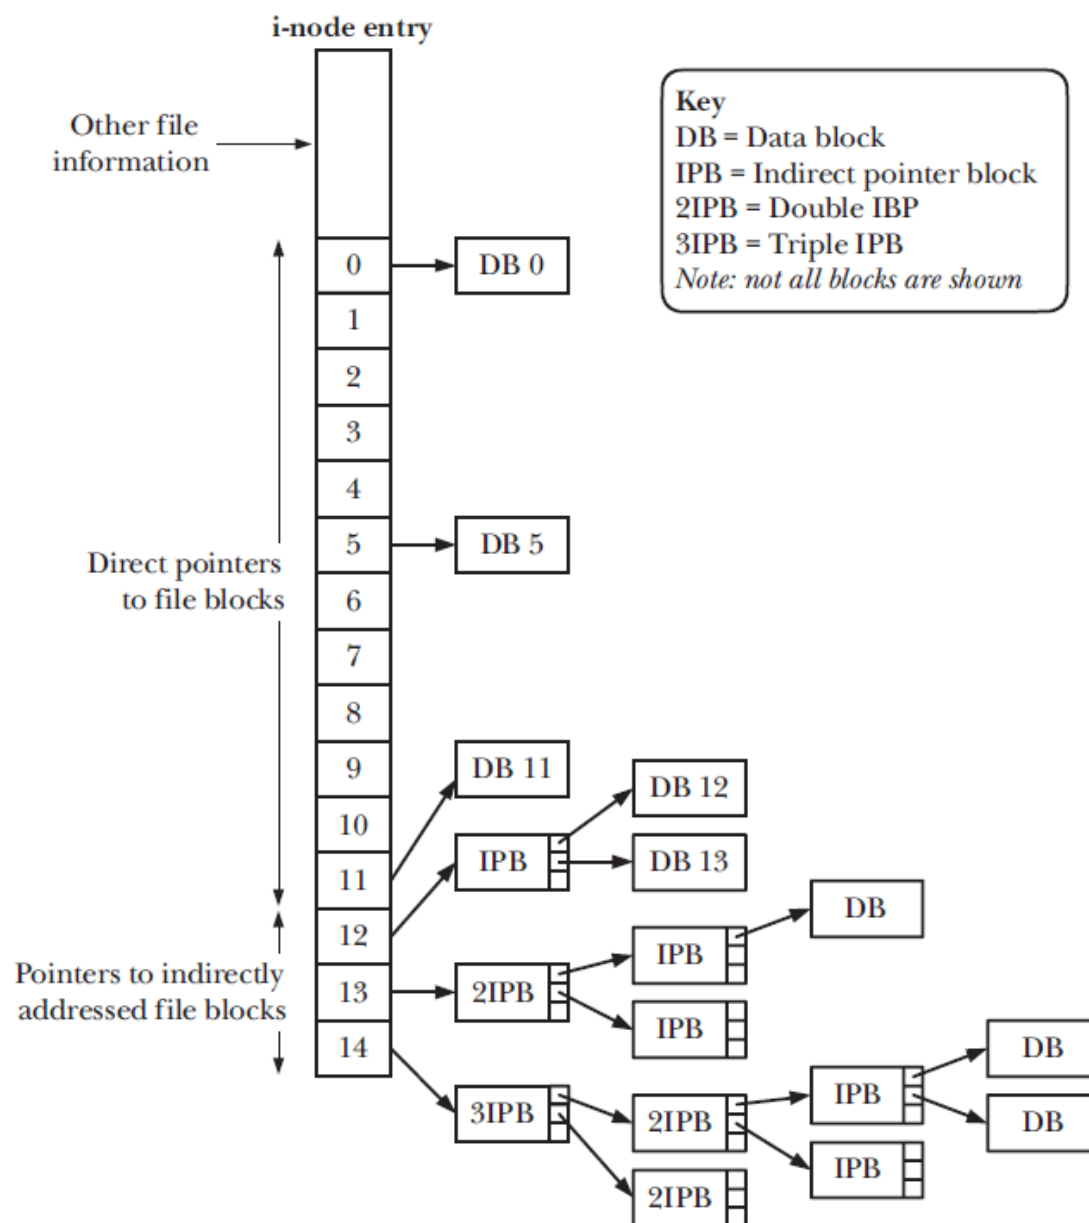 i-node entry
Other file
information
Key
DB = Data block
IPB = Indirect pointer block
2IPB = Double IBP
3IPB = Triple IPB
Note: not all blocks are shown
0
DB 0
1
2
3
4
5
DB 5
Direct pointers
to file blocks
6
7
8
9
DB 11
DB 12
10
IPB
DB 13
11
DB
12
IPB
Pointers to indirectly
addressed file blocks
13
2IPB
IPB
14
DB
3IPB
2IPB
IPB
DB
IPB
2IPB